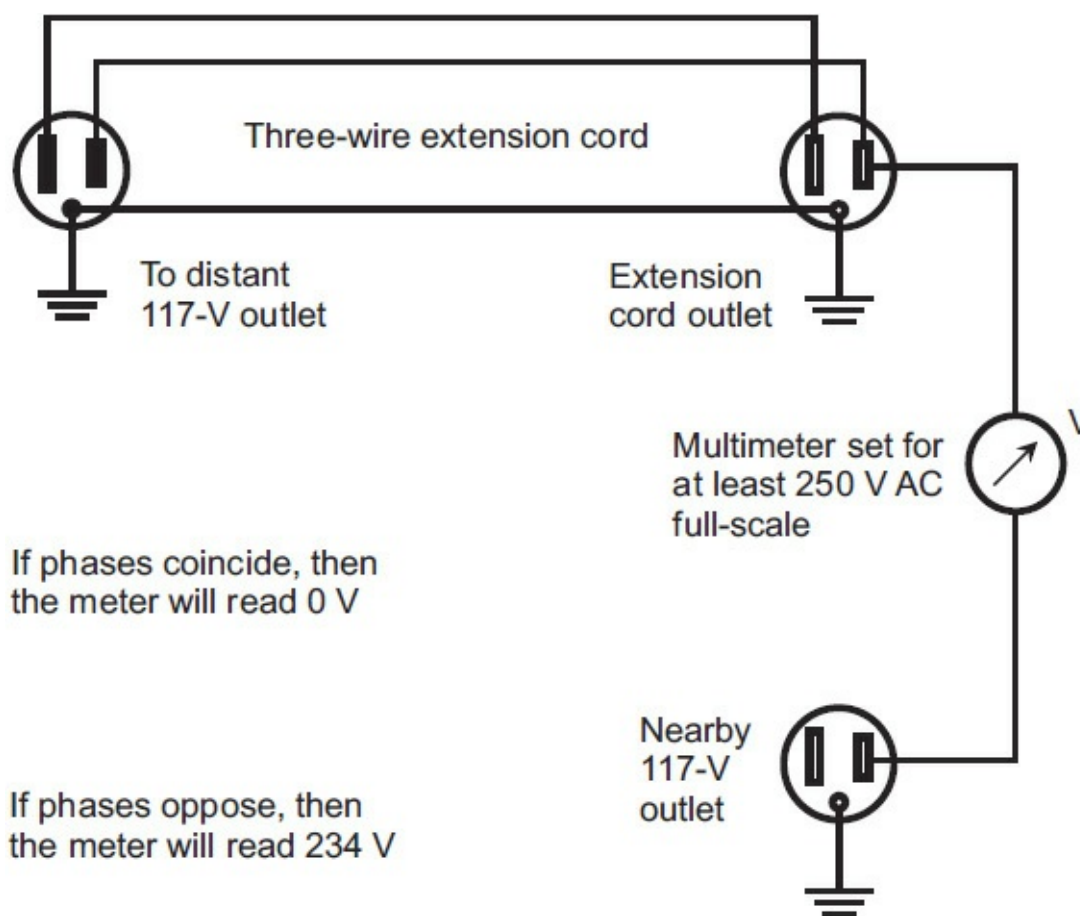 Three-wire extension cord
To distant
117-V outlet
Extension
cord outlet
V
Multimeter set for
at least 250 V AC
full-scale
If phases coincide, then
the meter will read 0 V
Nearby
117-V
outlet
If phases oppose, then
the meter will read 234 V